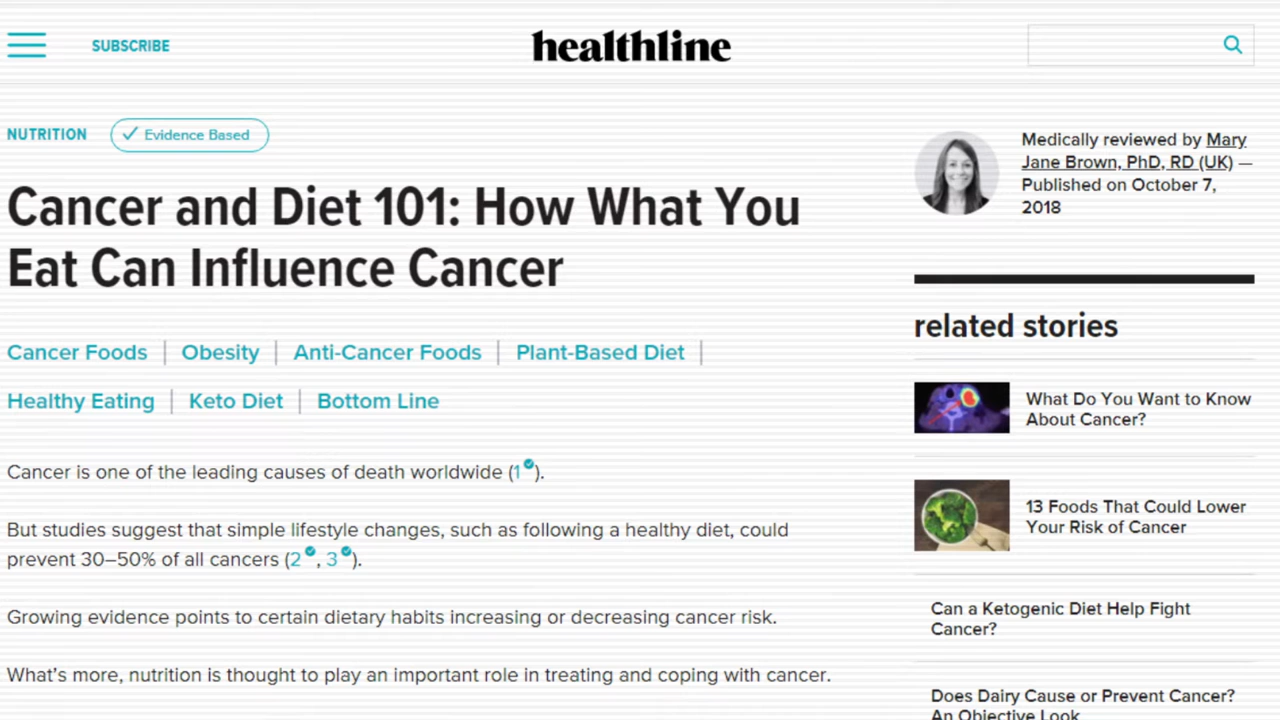 SUBSCRIBE
healthline
NUTRITION
Evidence Based
Cancer and Diet 101: How What You
Eat Can Influence Cancer
Cancer Foods | Obesity | Anti-Cancer Foods | Plant-Based Diet |
Healthy Eating | Keto Diet | Bottom Line
Cancer is one of the leading causes of death worldwide (1).
But studies suggest that simple lifestyle changes, such as following a healthy diet, could
prevent 30–50% of all cancers (2, 3).
Growing evidence points to certain dietary habits increasing or decreasing cancer risk.
What's more, nutrition is thought to play an important role in treating and coping with cancer.
Medically reviewed by Mary
Jane Brown, PhD, RD (UK) —
Published on October 7,
2018
related stories
What Do You Want to Know
About Cancer?
13 Foods That Could Lower
Your Risk of Cancer
Can a Ketogenic Diet Help Fight
Cancer?
Does Dairy Cause or Prevent Cancer?
An Objective Look